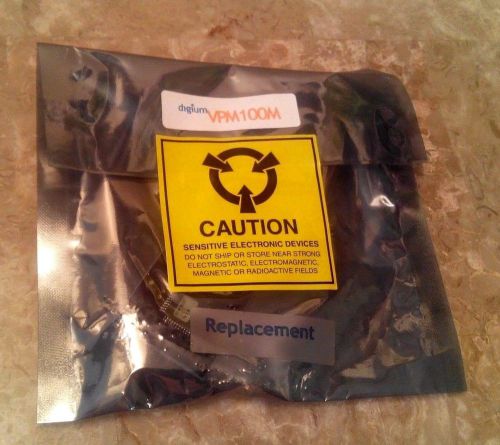 digium VPM100M
CAUTION
SENSITIVE ELECTRONIC DEVICES
DO NOT SHIP OR STORE NEAR STRONG
ELECTROSTATIC, ELECTROMAGNETIC,
MAGNETIC OR RADIOACTIVE FIELDS
Replacement